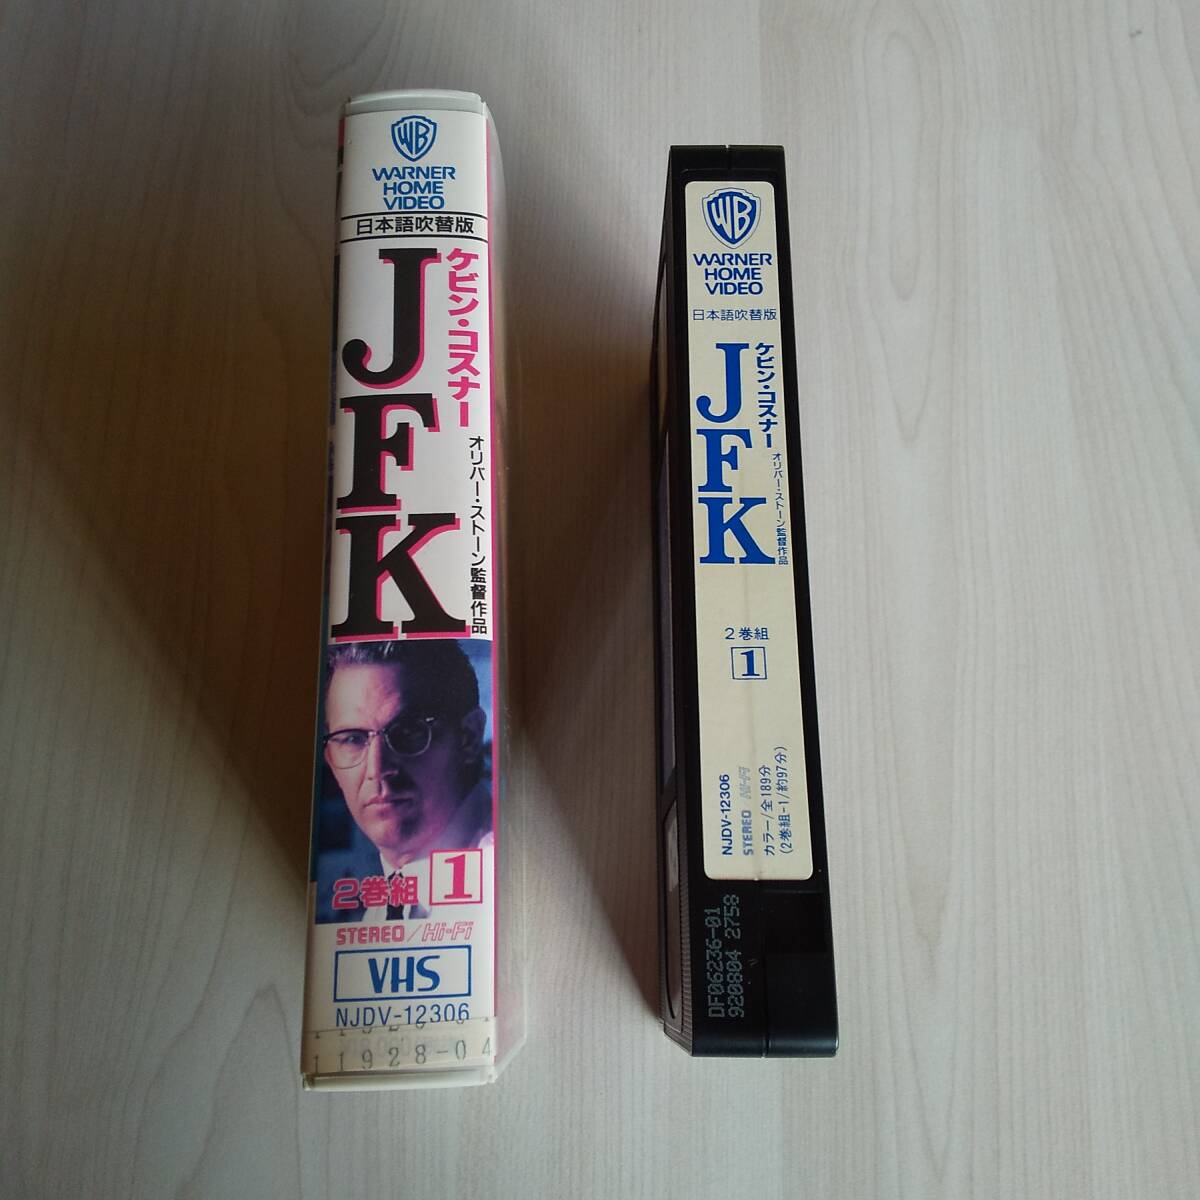 WB
WARNER
HOME
VIDEO
日本語吹替版
ケビン・コスナー
JFK
オリバー・ストーン監督作品
2巻組 1
STEREO/Hi-Fi
VHS
NJDV-12306
11928-04
WB
WARNER
HOME
VIDEO
日本語吹替版
ケビン・コスナー
JFK
オリバー・ストーン監督作品
2巻組
1
NJDV-12306
STEREO Hi-Fi
カラー/全189分
(2巻組-1/約97分)
DF06236-01
920804 2758